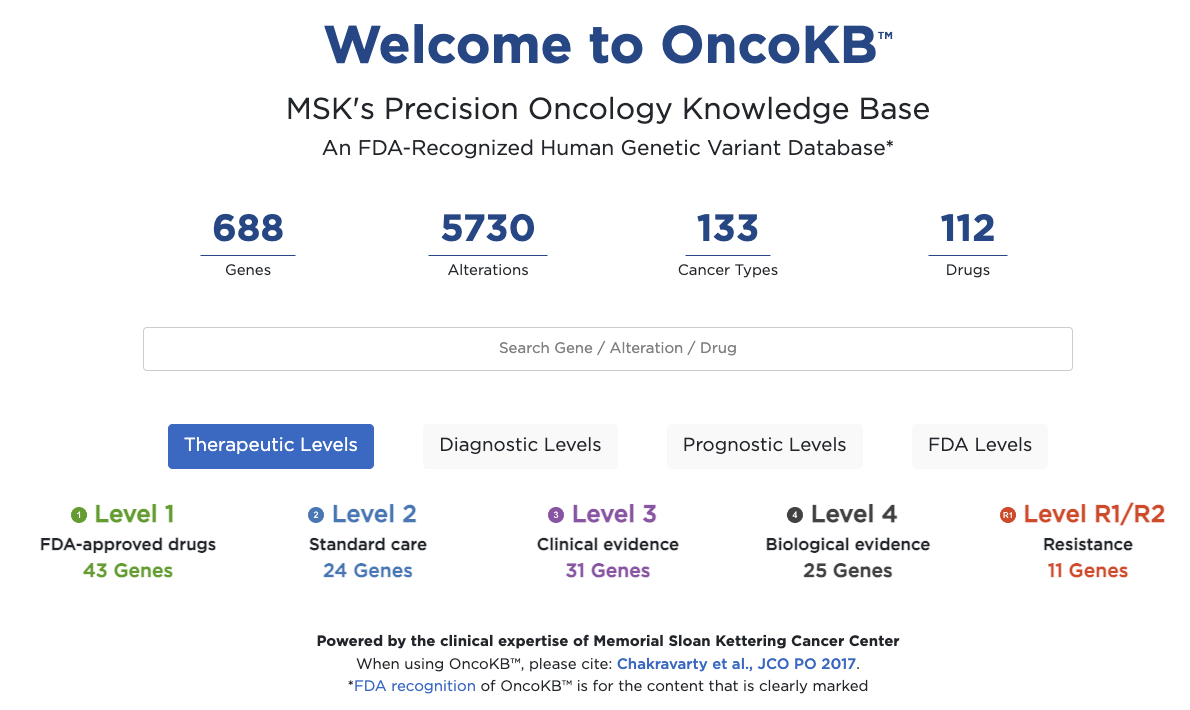 Welcome to OncoKB™
MSK's Precision Oncology Knowledge Base
An FDA-Recognized Human Genetic Variant Database*
688 5730 133 112
Genes Alterations Cancer Types Drugs
Search Gene / Alteration / Drug
Therapeutic Levels Diagnostic Levels Prognostic Levels FDA Levels
1 Level 1 2 Level 2 3 Level 3 4 Level 4 R1 Level R1/R2
FDA-approved drugs Standard care Clinical evidence Biological evidence Resistance
43 Genes 24 Genes 31 Genes 25 Genes 11 Genes
Powered by the clinical expertise of Memorial Sloan Kettering Cancer Center
When using OncoKB™, please cite: Chakravarty et al., JCO PO 2017.
*FDA recognition of OncoKB™ is for the content that is clearly marked